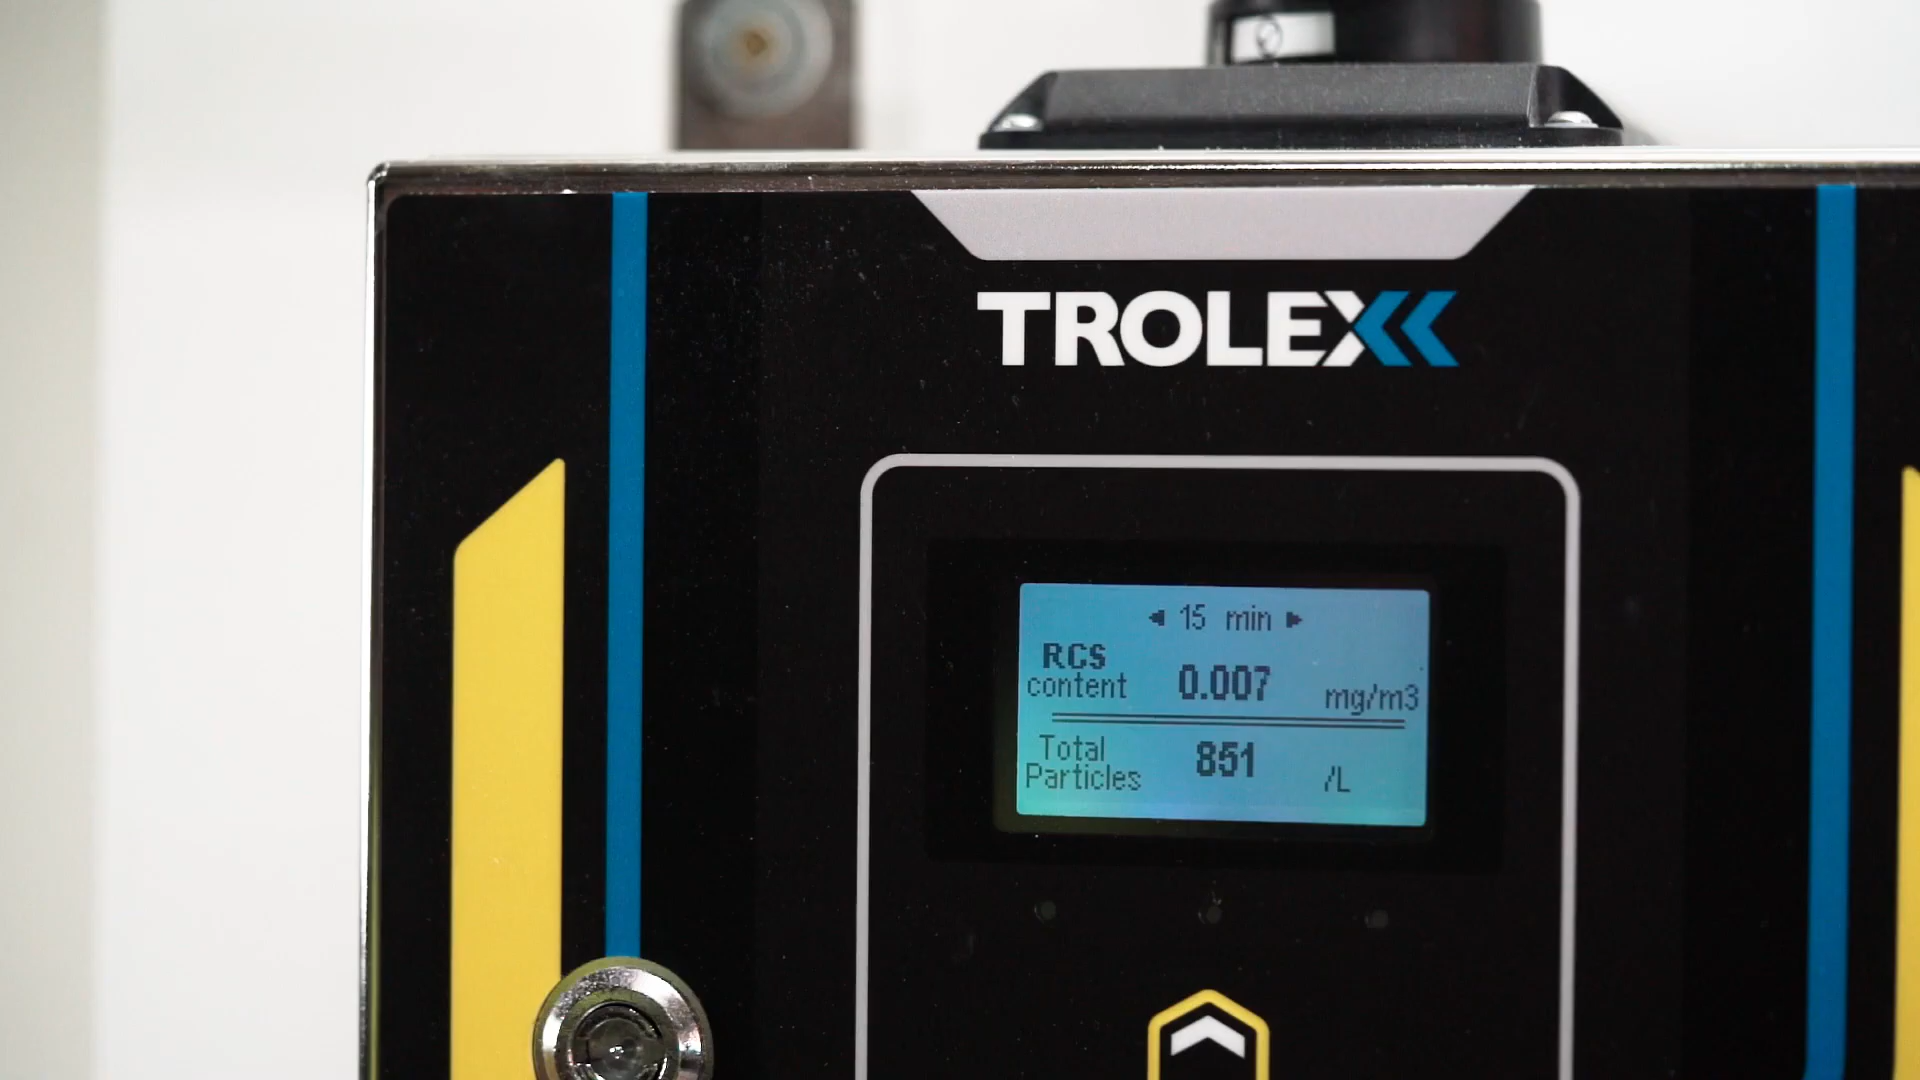 TROLEX
◄ 15 min ►
RCS
content 0.007 mg/m3
Total
Particles 851 /L